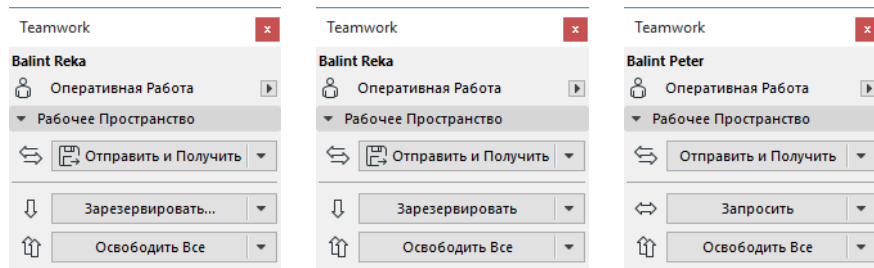 Teamwork x
Balint Reka
Оперативная Работа
Рабочее Пространство
Отправить и Получить
Зарезервировать...
Освободить Все
Teamwork x
Balint Reka
Оперативная Работа
Рабочее Пространство
Отправить и Получить
Зарезервировать
Освободить Все
Teamwork x
Balint Peter
Оперативная Работа
Рабочее Пространство
Отправить и Получить
Запросить
Освободить Все